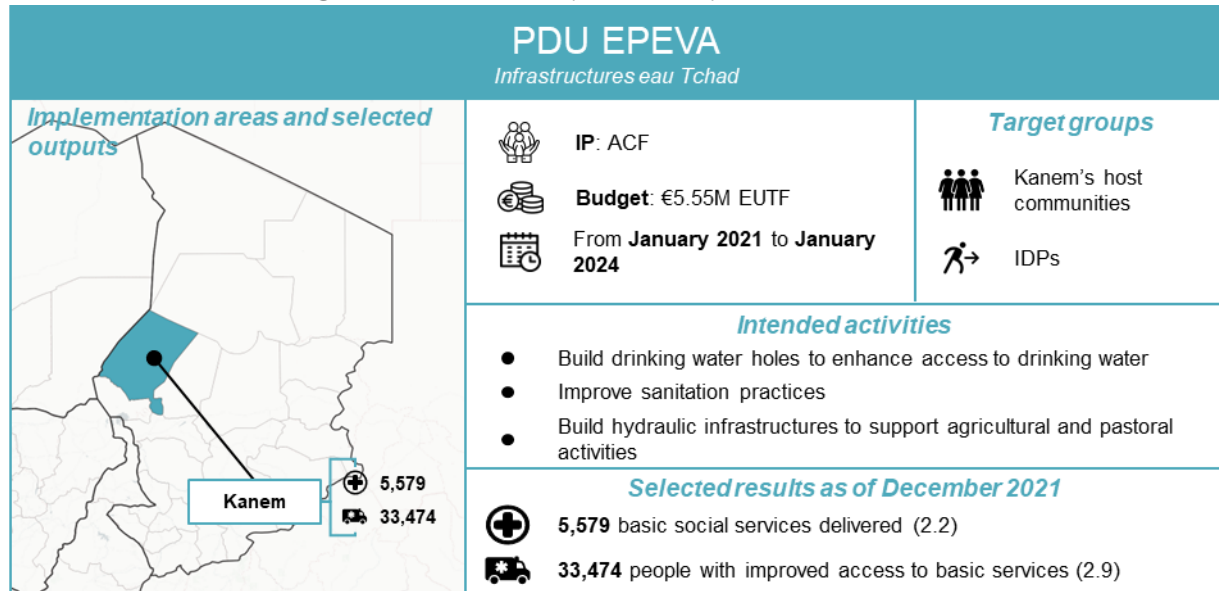 PDU EPEVA
Infrastructures eau Tchad
Implementation areas and selected
outputs
Kanem
5,579
33,474
IP: ACF
Budget: €5.55M EUTF
From January 2021 to January
2024
Target groups
Kanem's host
communities
IDPs
Intended activities
● Build drinking water holes to enhance access to drinking water
● Improve sanitation practices
● Build hydraulic infrastructures to support agricultural and pastoral
activities
Selected results as of December 2021
5,579 basic social services delivered (2.2)
33,474 people with improved access to basic services (2.9)